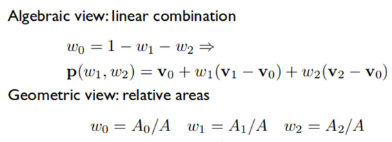 Algebraic view: linear combination
w₀ = 1 − w₁ − w₂ ⇒
p(w₁, w₂) = v₀ + w₁(v₁ − v₀) + w₂(v₂ − v₀)
Geometric view: relative areas
w₀ = A₀/A w₁ = A₁/A w₂ = A₂/A